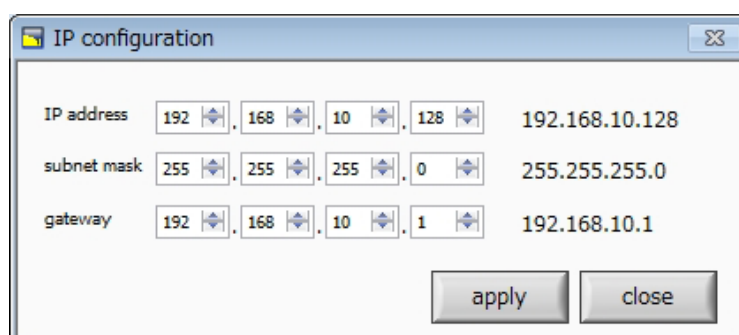 IP configuration
IP address 192 . 168 . 10 . 128 192.168.10.128
subnet mask 255 . 255 . 255 . 0 255.255.255.0
gateway 192 . 168 . 10 . 1 192.168.10.1
apply close